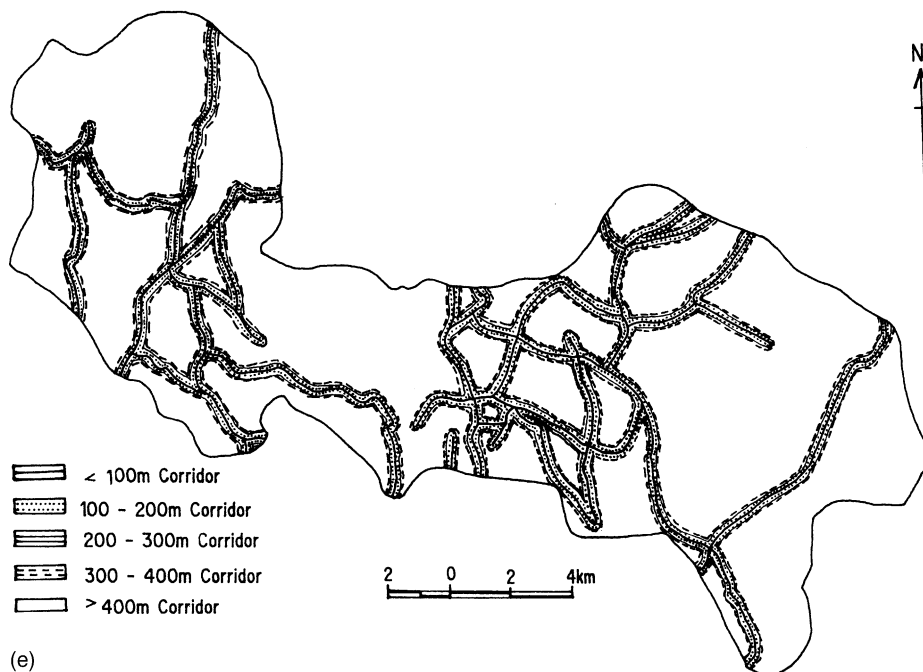 N
< 100m Corridor
100 - 200m Corridor
200 - 300m Corridor
300 - 400m Corridor
> 400m Corridor
2 0 2 4km
(e)